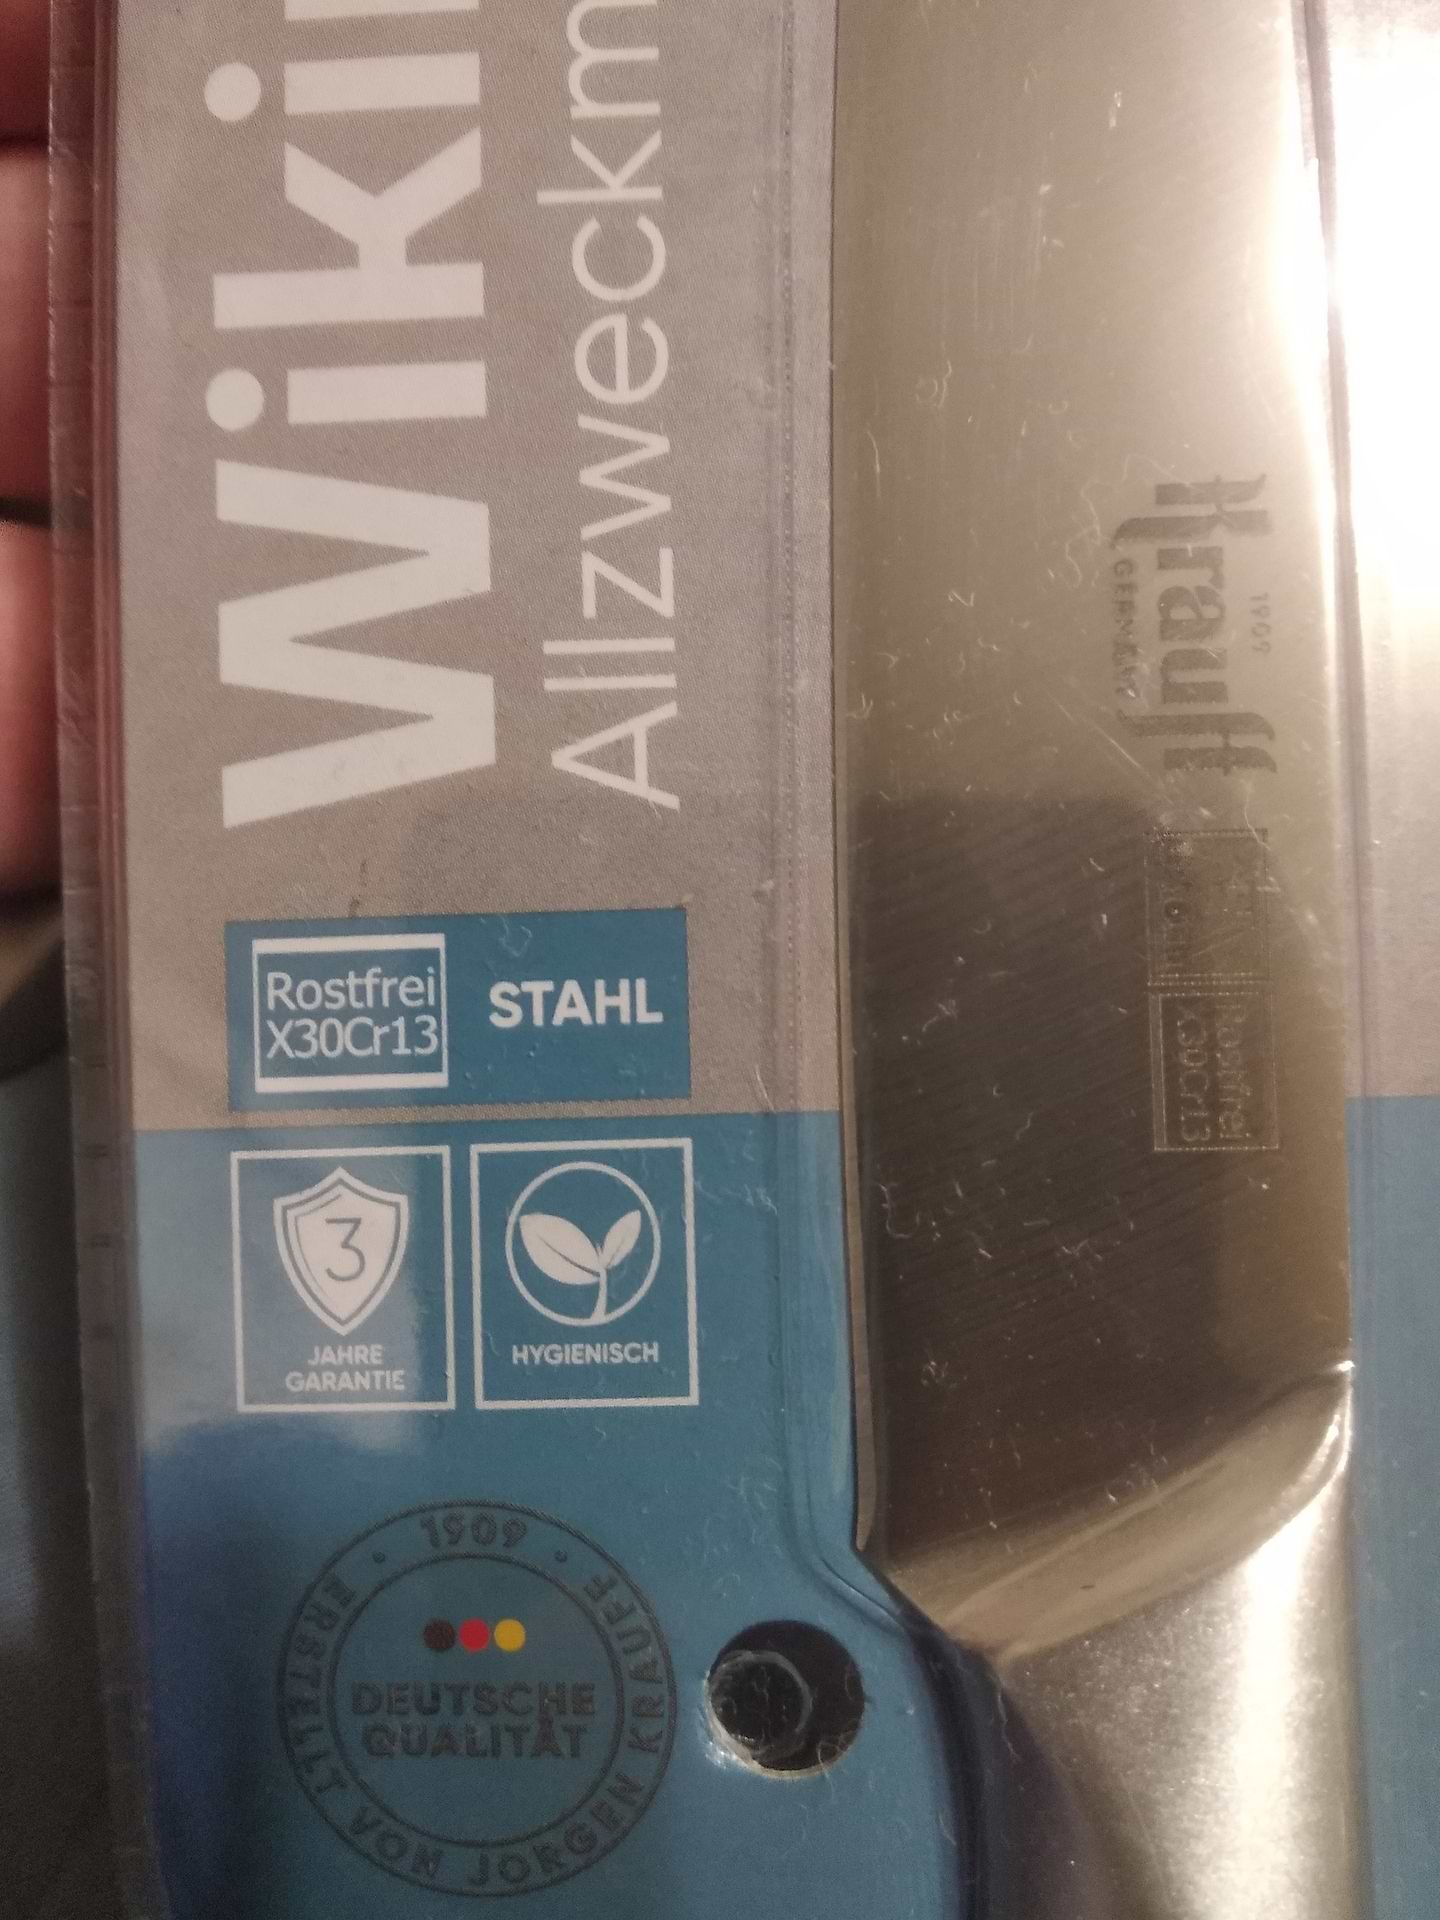 Wiki
Allzweckm
Rostfrei
X30Cr13
STAHL
3
JAHRE
GARANTIE
HYGIENISCH
1909
ERSTELLT VON JORGEN KRAUFF
DEUTSCHE
QUALITÄT
1909
Krauff
GERMANY
Rostfrei
X30Cr13